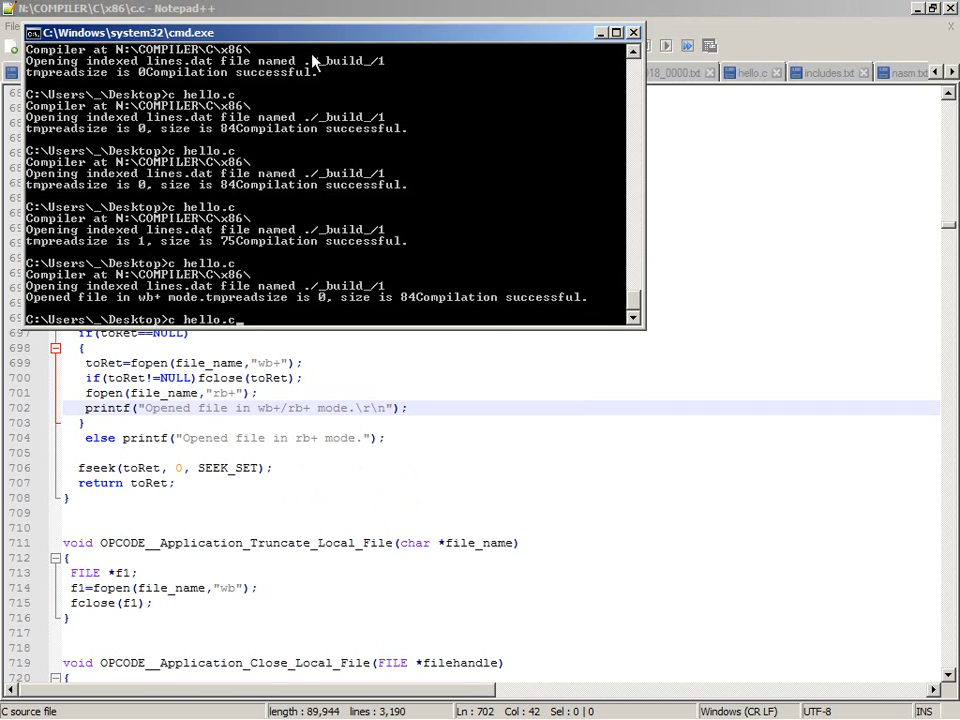 N:\COMPILER\C\x86\c.c - Notepad++
C:\Windows\system32\cmd.exe
Compiler at N:\COMPILER\C\x86\
Opening indexed lines.dat file named ./_build_/1
tmpreadsize is 0Compilation successful.
C:\Users\_\Desktop>c hello.c
Compiler at N:\COMPILER\C\x86\
Opening indexed lines.dat file named ./_build_/1
tmpreadsize is 0, size is 84Compilation successful.
C:\Users\_\Desktop>c hello.c
Compiler at N:\COMPILER\C\x86\
Opening indexed lines.dat file named ./_build_/1
tmpreadsize is 0, size is 84Compilation successful.
C:\Users\_\Desktop>c hello.c
Compiler at N:\COMPILER\C\x86\
Opening indexed lines.dat file named ./_build_/1
tmpreadsize is 1, size is 75Compilation successful.
C:\Users\_\Desktop>c hello.c
Compiler at N:\COMPILER\C\x86\
Opening indexed lines.dat file named ./_build_/1
Opened file in wb+ mode.tmpreadsize is 0, size is 84Compilation successful.
C:\Users\_\Desktop>c hello.c_
018_0000.txt hello.c includes.txt nasm.txt
697 if(toRet==NULL)
698 {
699 toRet=fopen(file_name,"wb+");
700 if(toRet!=NULL)fclose(toRet);
701 fopen(file_name,"rb+");
702 printf("Opened file in wb+/rb+ mode.\r\n");
703 }
704 else printf("Opened file in rb+ mode.");
705
706 fseek(toRet, 0, SEEK_SET);
707 return toRet;
708 }
709
710
711 void OPCODE__Application_Truncate_Local_File(char *file_name)
712 {
713 FILE *f1;
714 f1=fopen(file_name,"wb");
715 fclose(f1);
716 }
717
718
719 void OPCODE__Application_Close_Local_File(FILE *filehandle)
720 {
C source file length : 89,944 lines : 3,190 Ln : 702 Col : 42 Sel : 0 | 0 Windows (CR LF) UTF-8 INS